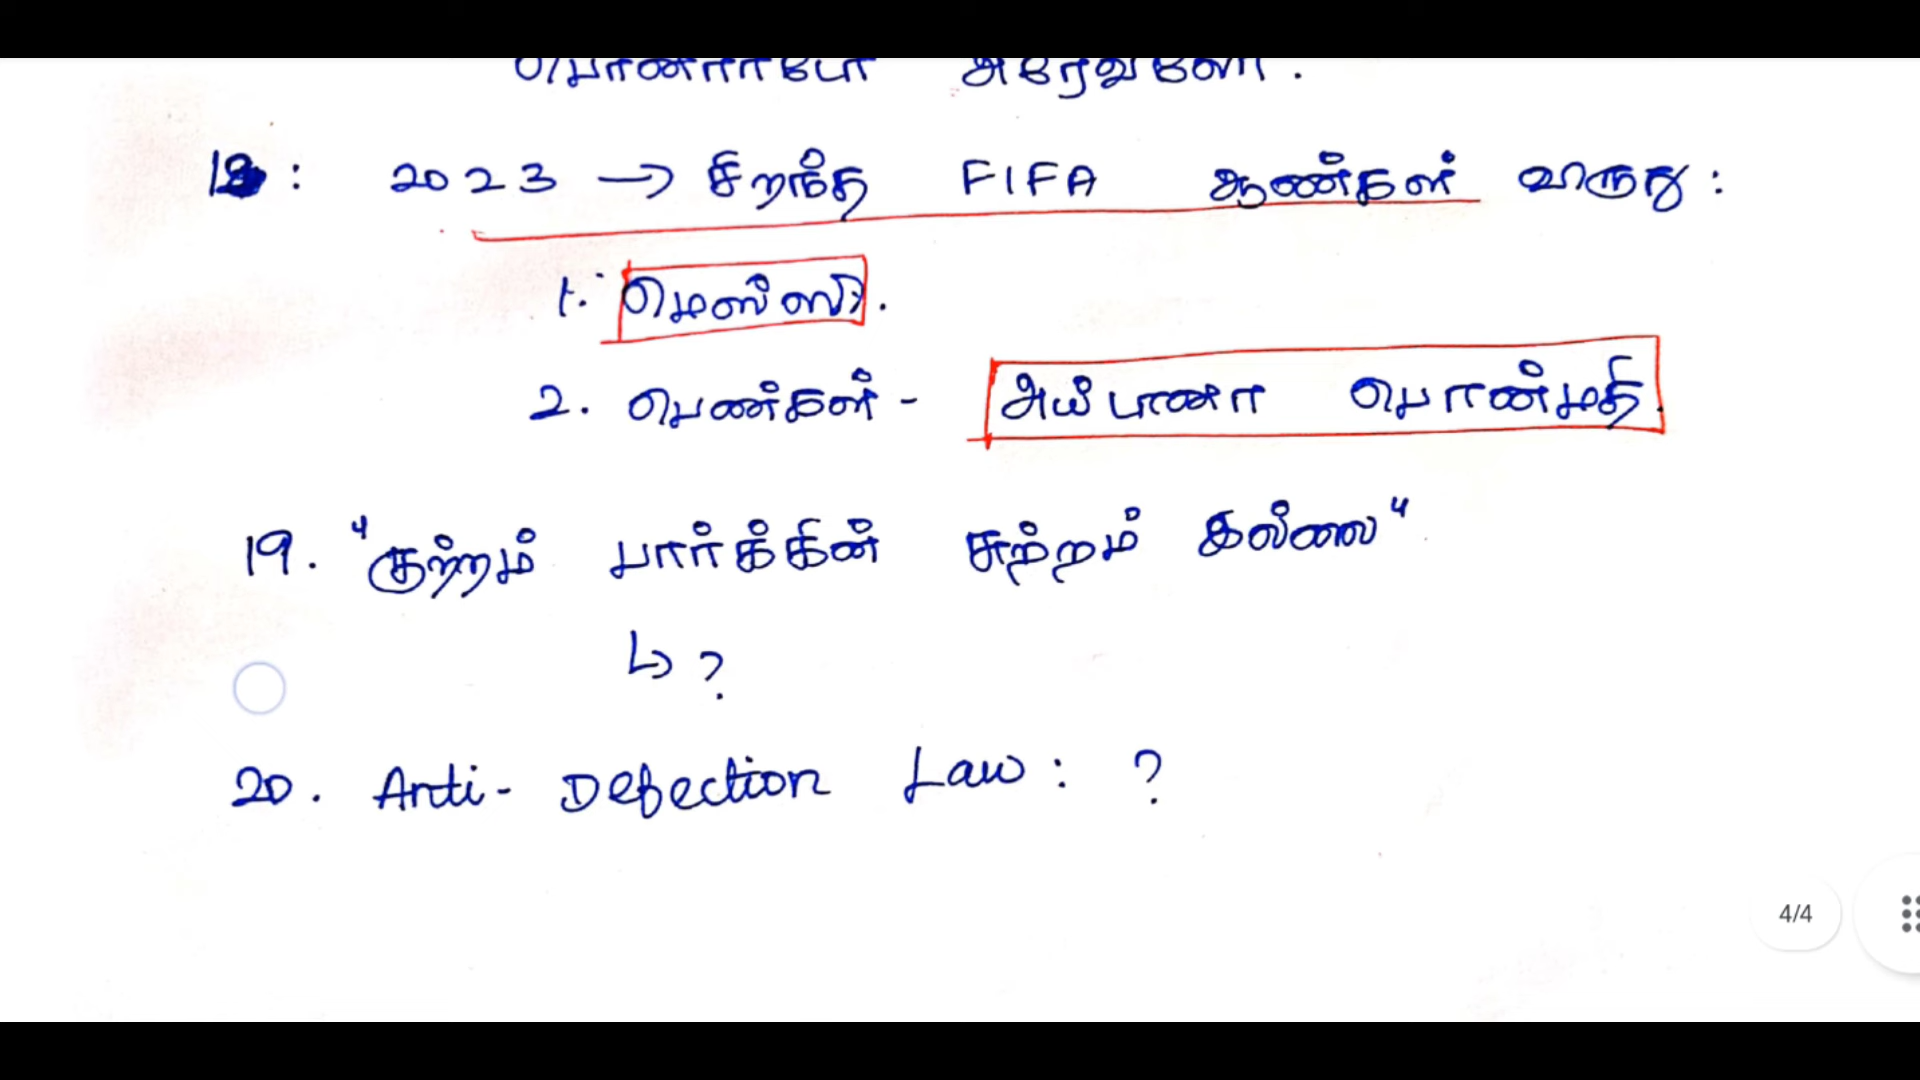 18 : 2023 → சிறந்த FIFA ஆண்கள் விருது :
1. மெஸ்ஸி.
2. பெண்கள் - அய்டானா பொன்மதி.
19. "குற்றம் பார்க்கின் சுற்றம் இல்லை"
↳ ?
20. Anti - Defection Law : ?
4/4